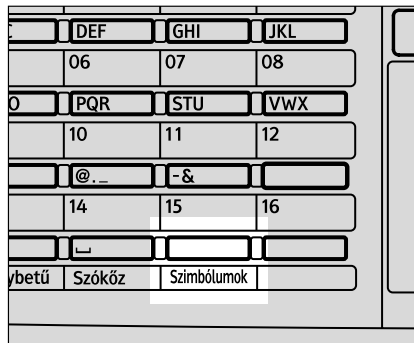 DEF GHI JKL
06 07 08
PQR STU VWX
10 11 12
@._ -&
14 15 16
Szóköz Szimbólumok